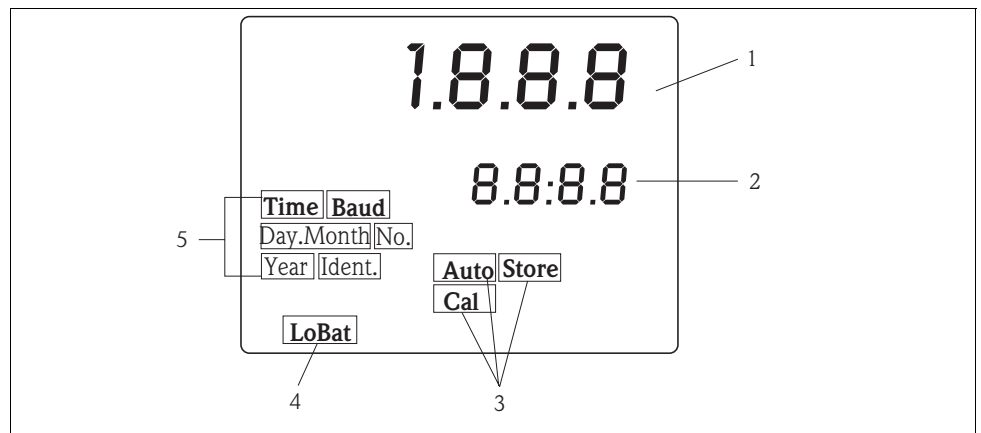 1.8.8.8
1
8.8:8.8
2
Time Baud
5
Day.Month No.
Year Ident.
Auto Store
Cal
LoBat
4
3